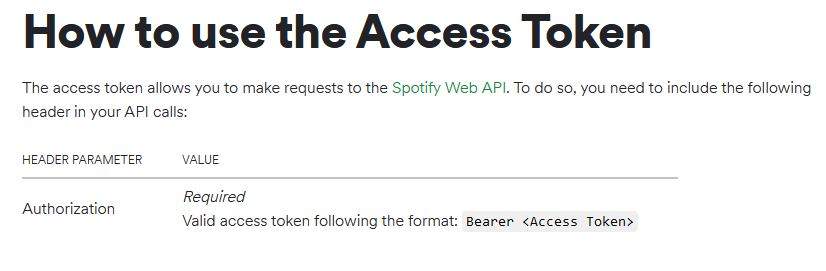 How to use the Access Token
The access token allows you to make requests to the Spotify Web API. To do so, you need to include the following
header in your API calls:
HEADER PARAMETER VALUE
Authorization
Required
Valid access token following the format: Bearer <Access Token>